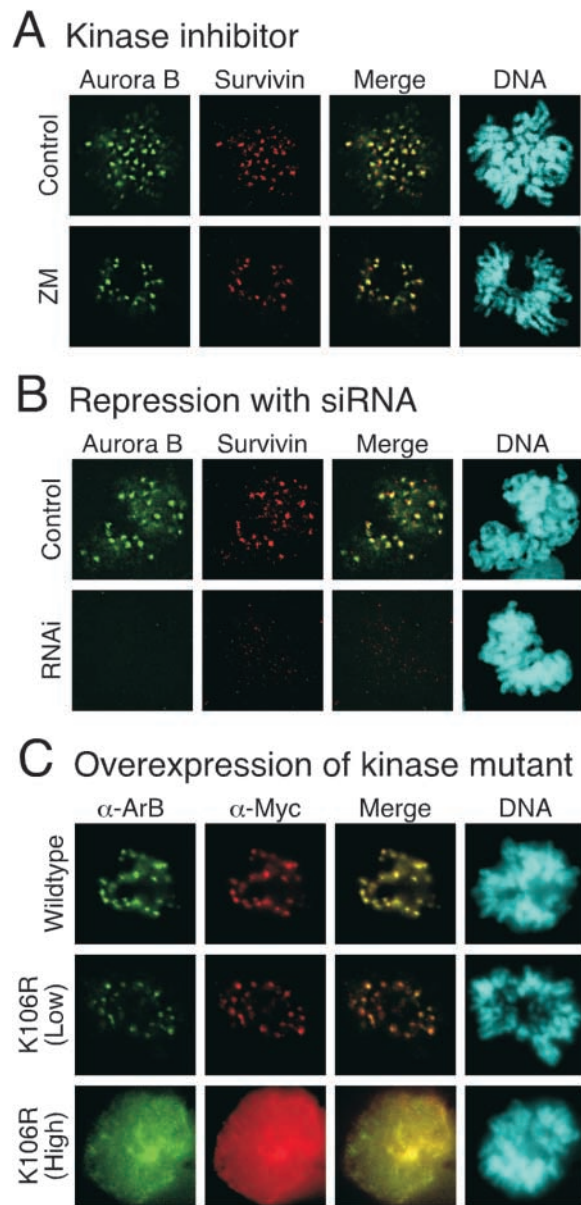 A Kinase inhibitor
Aurora B Survivin Merge DNA
Control
ZM
B Repression with siRNA
Aurora B Survivin Merge DNA
Control
RNAi
C Overexpression of kinase mutant
α-ArB α-Myc Merge DNA
Wildtype
K106R
(Low)
K106R
(High)